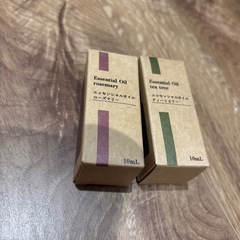 Essential Oil
rosemary
エッセンシャルオイル
ローズマリー
10mL
Essential Oil
tea tree
エッセンシャルオイル
ティートゥリー
10mL